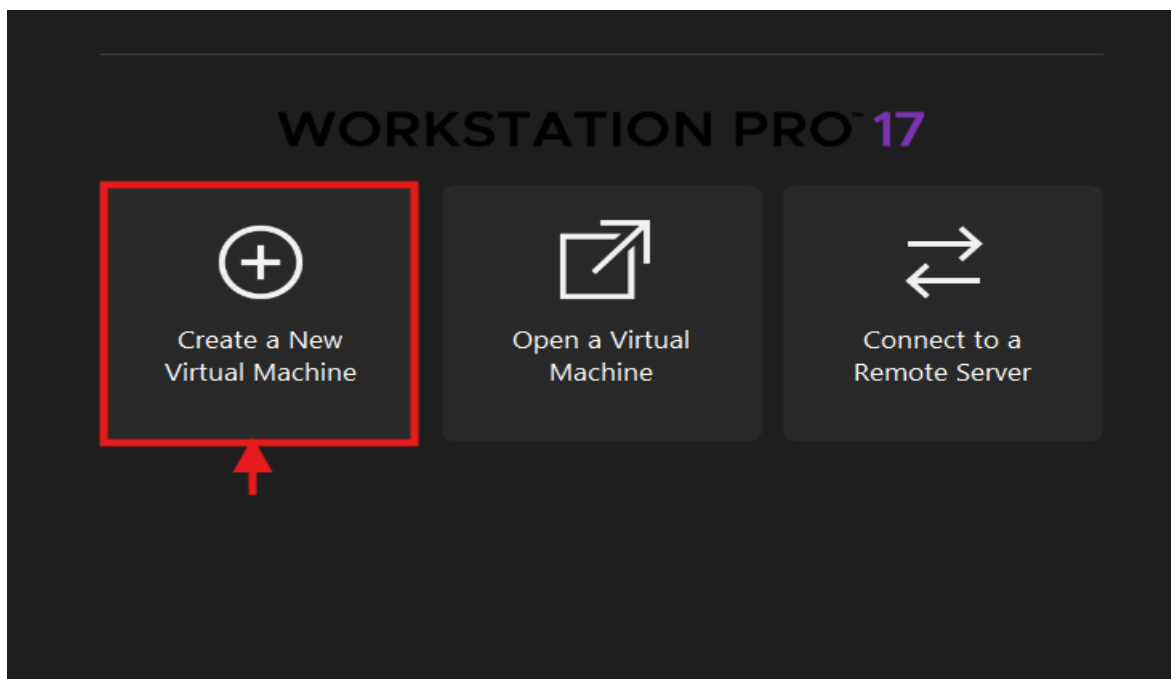 WORKSTATION PRO™ 17
Create a New
Virtual Machine
Open a Virtual
Machine
Connect to a
Remote Server